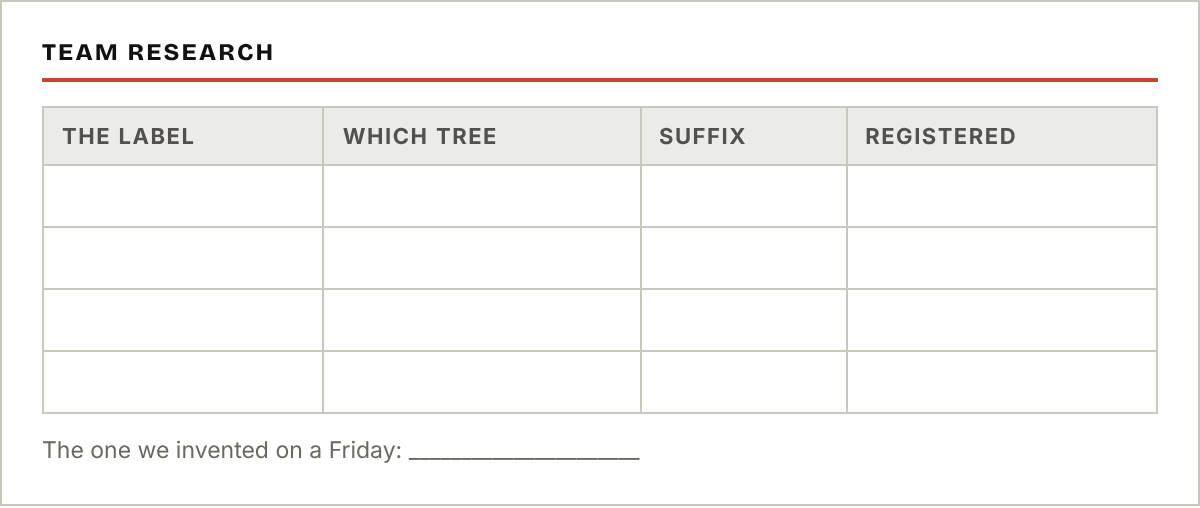 TEAM RESEARCH
THE LABEL WHICH TREE SUFFIX REGISTERED
The one we invented on a Friday: ___________________